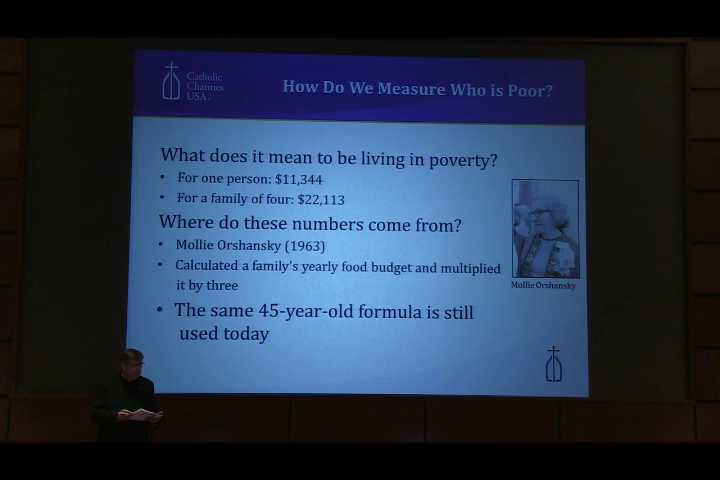 Catholic
Charities
USA.
How Do We Measure Who is Poor?
What does it mean to be living in poverty?
• For one person: $11,344
• For a family of four: $22,113
Where do these numbers come from?
• Mollie Orshansky (1963)
• Calculated a family's yearly food budget and multiplied
it by three
• The same 45-year-old formula is still
used today
Mollie Orshansky